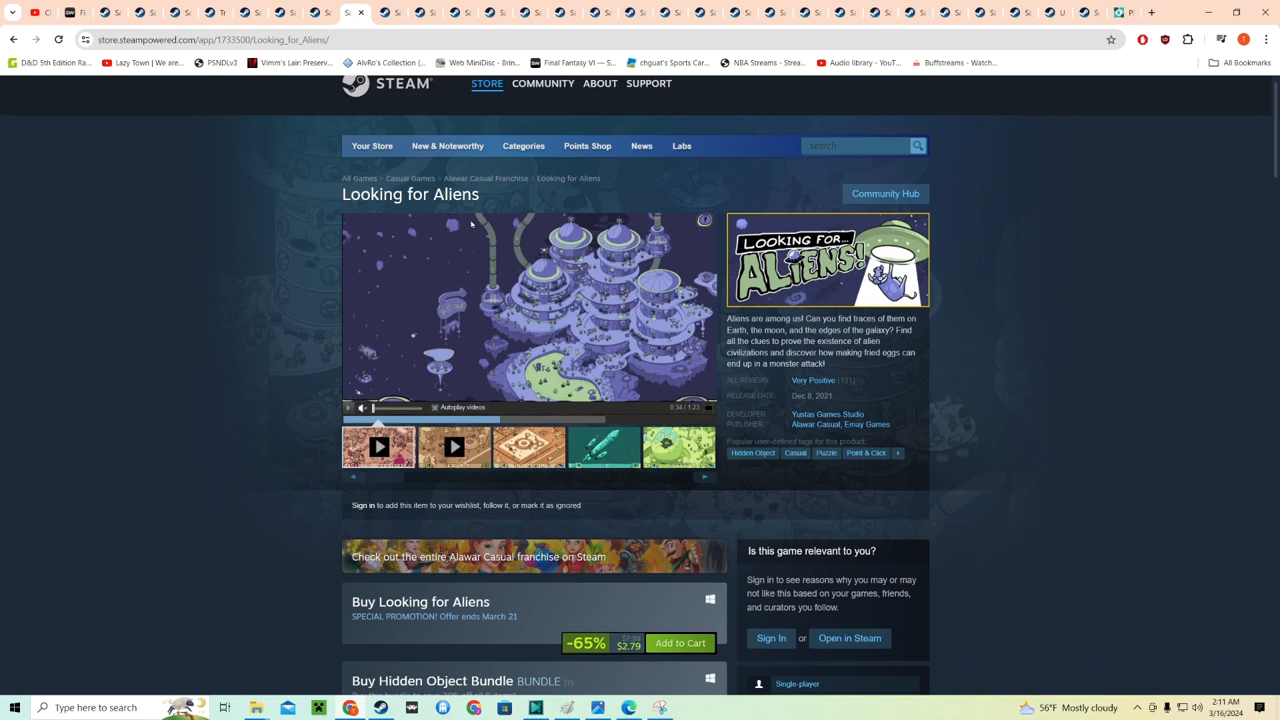 store.steampowered.com/app/1733500/Looking_for_Aliens/
D&D 5th Edition Ra... Lazy Town | We are... PSNDLv3 Vimm's Lair: Preserv... AlvRo's Collection (... Web MiniDisc - Brin... Final Fantasy VI — S... chguat's Sports Car... NBA Streams - Strea... Audio library - YouT... Buffstreams - Watch... All Bookmarks
STEAM®
STORE COMMUNITY ABOUT SUPPORT
Your Store New & Noteworthy Categories Points Shop News Labs search
All Games > Casual Games > Alawar Casual Franchise > Looking for Aliens
Looking for Aliens
Community Hub
LOOKING FOR...
ALiENS!
Aliens are among us! Can you find traces of them on
Earth, the moon, and the edges of the galaxy? Find
all the clues to prove the existence of alien
civilizations and discover how making fried eggs can
end up in a monster attack!
ALL REVIEWS: Very Positive (131)
RELEASE DATE: Dec 8, 2021
DEVELOPER: Yustas Games Studio
PUBLISHER: Alawar Casual, Emay Games
Popular user-defined tags for this product:
Hidden Object Casual Puzzle Point & Click +
Autoplay videos 0:34 / 1:23
Sign in to add this item to your wishlist, follow it, or mark it as ignored
Check out the entire Alawar Casual franchise on Steam
Buy Looking for Aliens
SPECIAL PROMOTION! Offer ends March 21
-65% $7.99 $2.79 Add to Cart
Buy Hidden Object Bundle BUNDLE (?)
Is this game relevant to you?
Sign in to see reasons why you may or may
not like this based on your games, friends,
and curators you follow.
Sign In or Open in Steam
Single-player
Type here to search
56°F Mostly cloudy
2:11 AM
3/16/2024